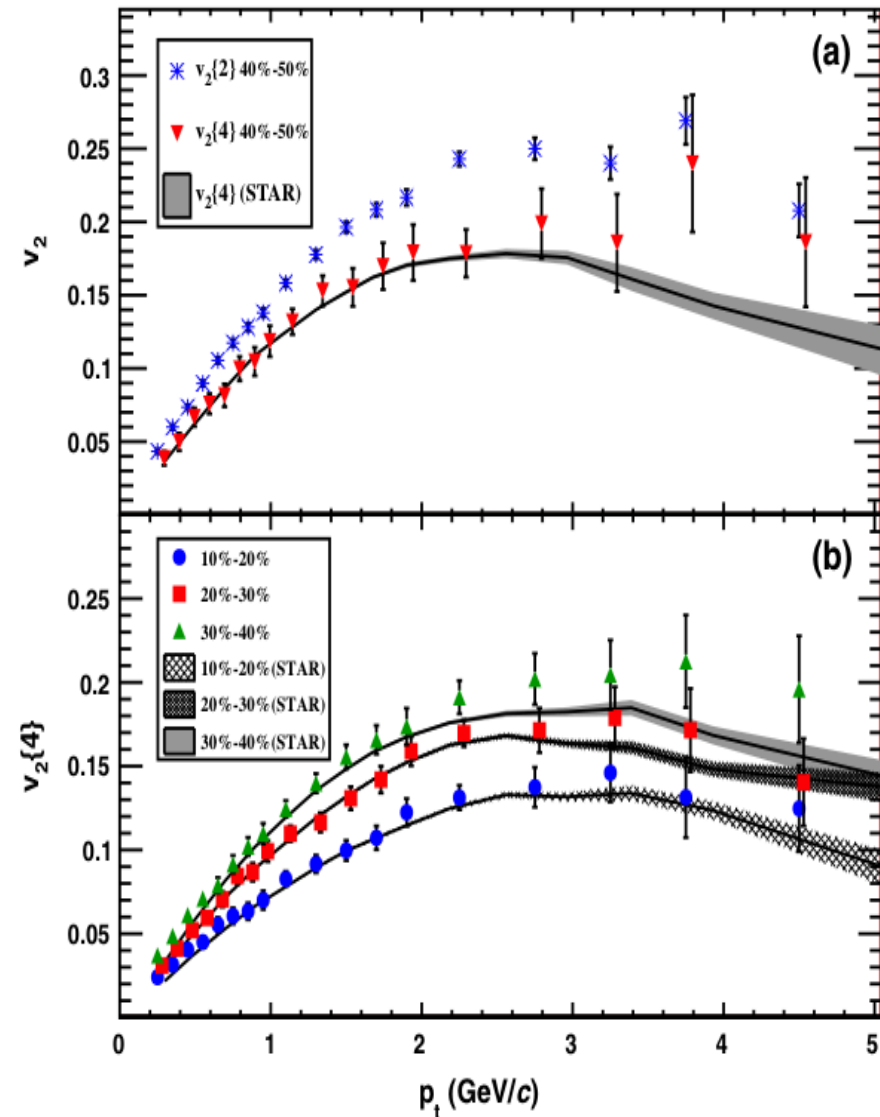 (a)
v₂{2} 40%-50%
v₂{4} 40%-50%
v₂{4} (STAR)
0.3
0.25
0.2
0.15
0.1
0.05
v₂
(b)
10%-20%
20%-30%
30%-40%
10%-20%(STAR)
20%-30%(STAR)
30%-40%(STAR)
0.25
0.2
0.15
0.1
0.05
v₂{4}
0 1 2 3 4 5
pₜ (GeV/c)